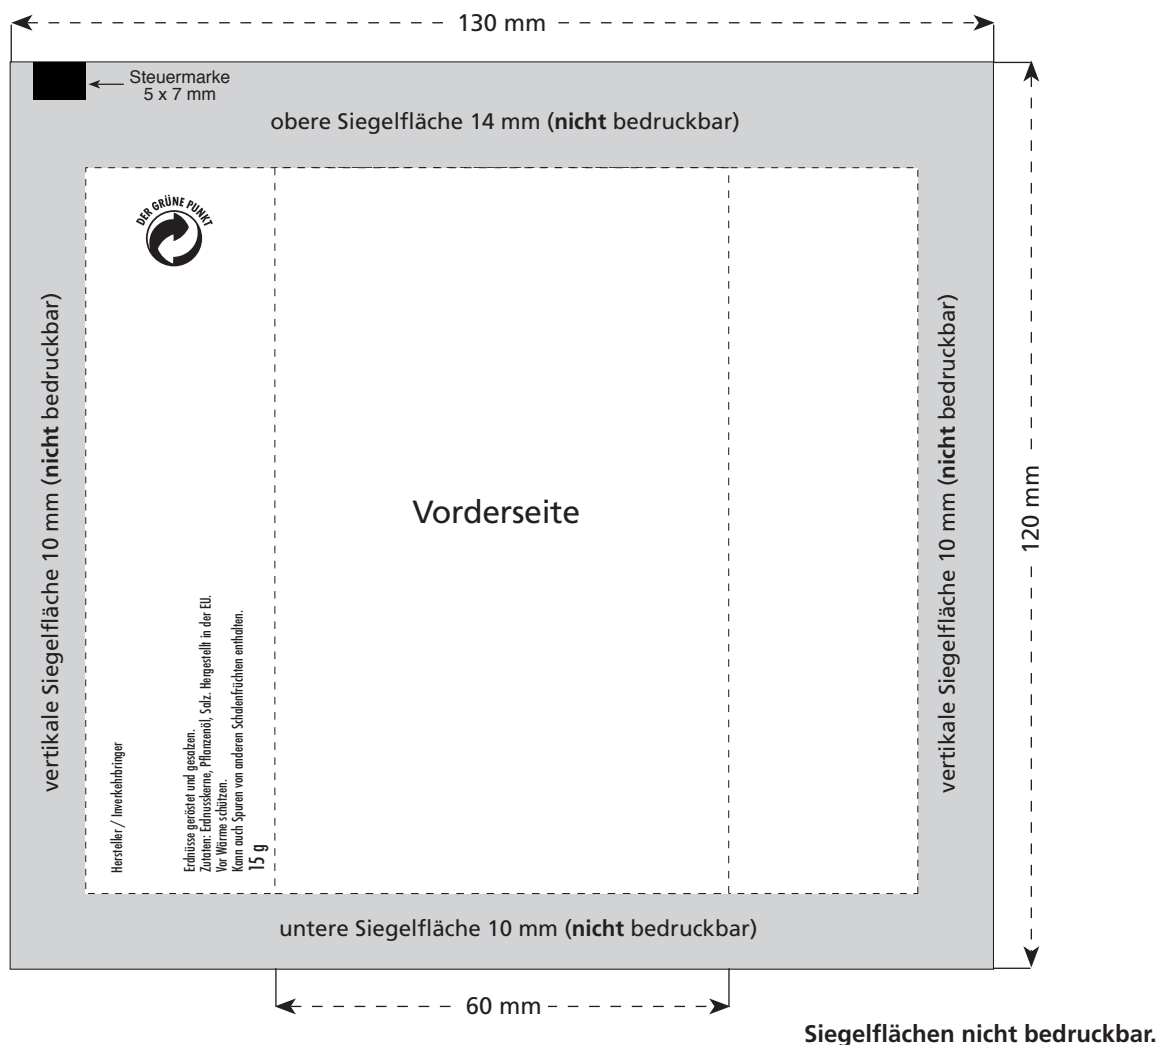 130 mm
Steuermarke
5 x 7 mm
obere Siegelfläche 14 mm (nicht bedruckbar)
DER GRÜNE PUNKT
vertikale Siegelfläche 10 mm (nicht bedruckbar)
Hersteller / Inverkehrbringer
Erdnüsse geröstet und gesalzen.
Zutaten: Erdnusskerne, Pflanzenöl, Salz. Hergestellt in der EU.
Vor Wärme schützen.
Kann auch Spuren von anderen Schalenfrüchten enthalten.
15 g
Vorderseite
vertikale Siegelfläche 10 mm (nicht bedruckbar)
120 mm
untere Siegelfläche 10 mm (nicht bedruckbar)
60 mm
Siegelflächen nicht bedruckbar.